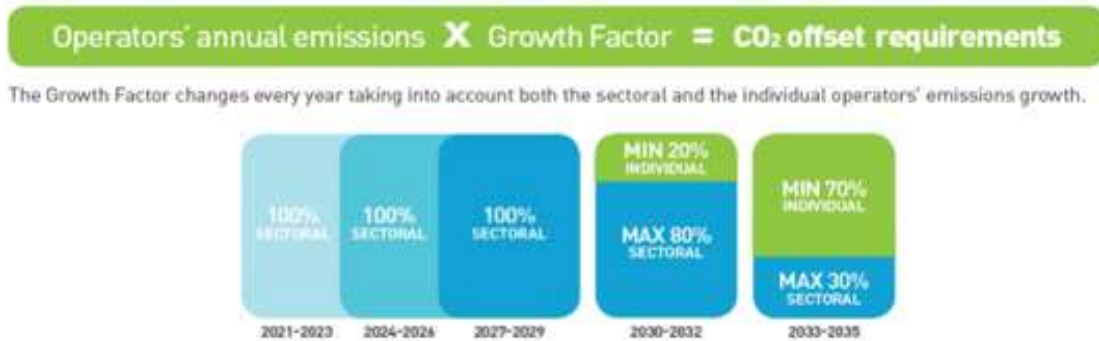 Operators' annual emissions X Growth Factor = CO₂ offset requirements
The Growth Factor changes every year taking into account both the sectoral and the individual operators' emissions growth.
100%
SECTORAL
100%
SECTORAL
100%
SECTORAL
MIN 20%
INDIVIDUAL
MAX 80%
SECTORAL
MIN 70%
INDIVIDUAL
MAX 30%
SECTORAL
2021-2023
2024-2026
2027-2029
2030-2032
2033-2035